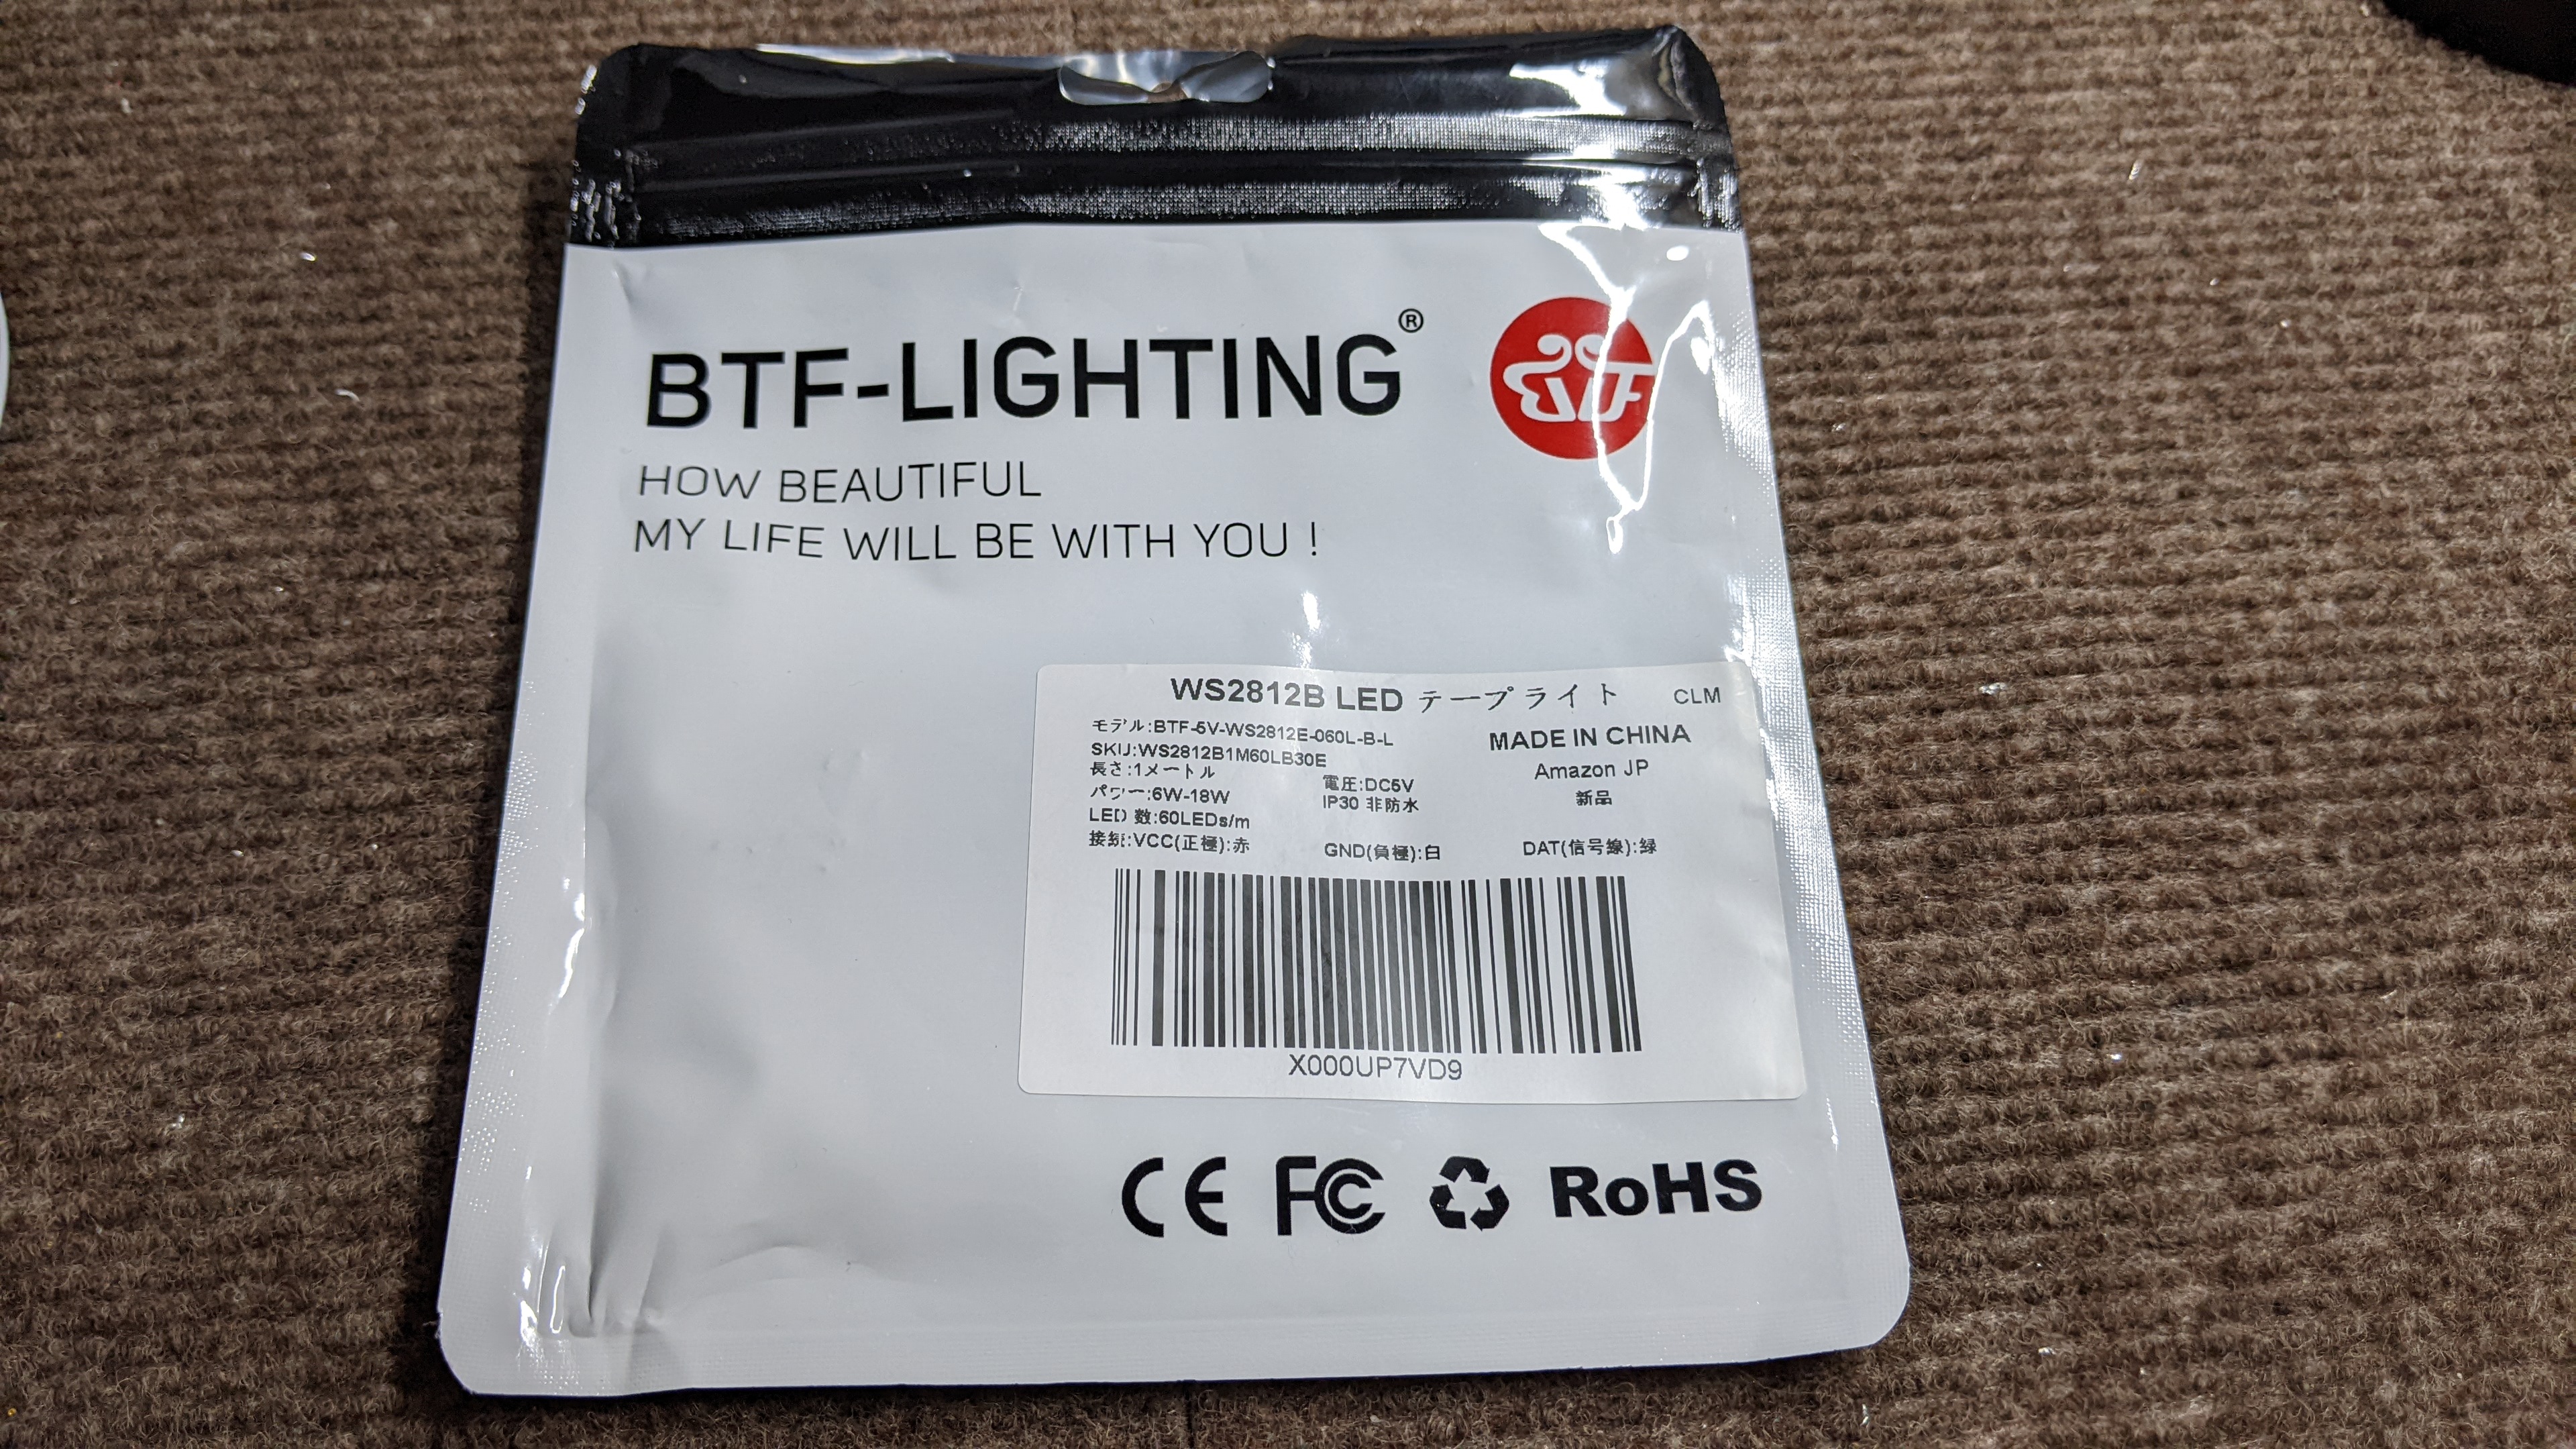 BTF-LIGHTING®
BTF
HOW BEAUTIFUL
MY LIFE WILL BE WITH YOU !
WS2812B LED テープライト CLM
モデル:BTF-5V-WS2812E-060L-B-L
SKU:WS2812B1M60LB30E
MADE IN CHINA
長さ:1メートル
電圧:DC5V
Amazon JP
パワー:6W-18W
IP30 非防水
新品
LED 数:60LEDs/m
接続:VCC(正極):赤 GND(負極):白 DAT(信号線):緑
X000UP7VD9
CE FC RoHS